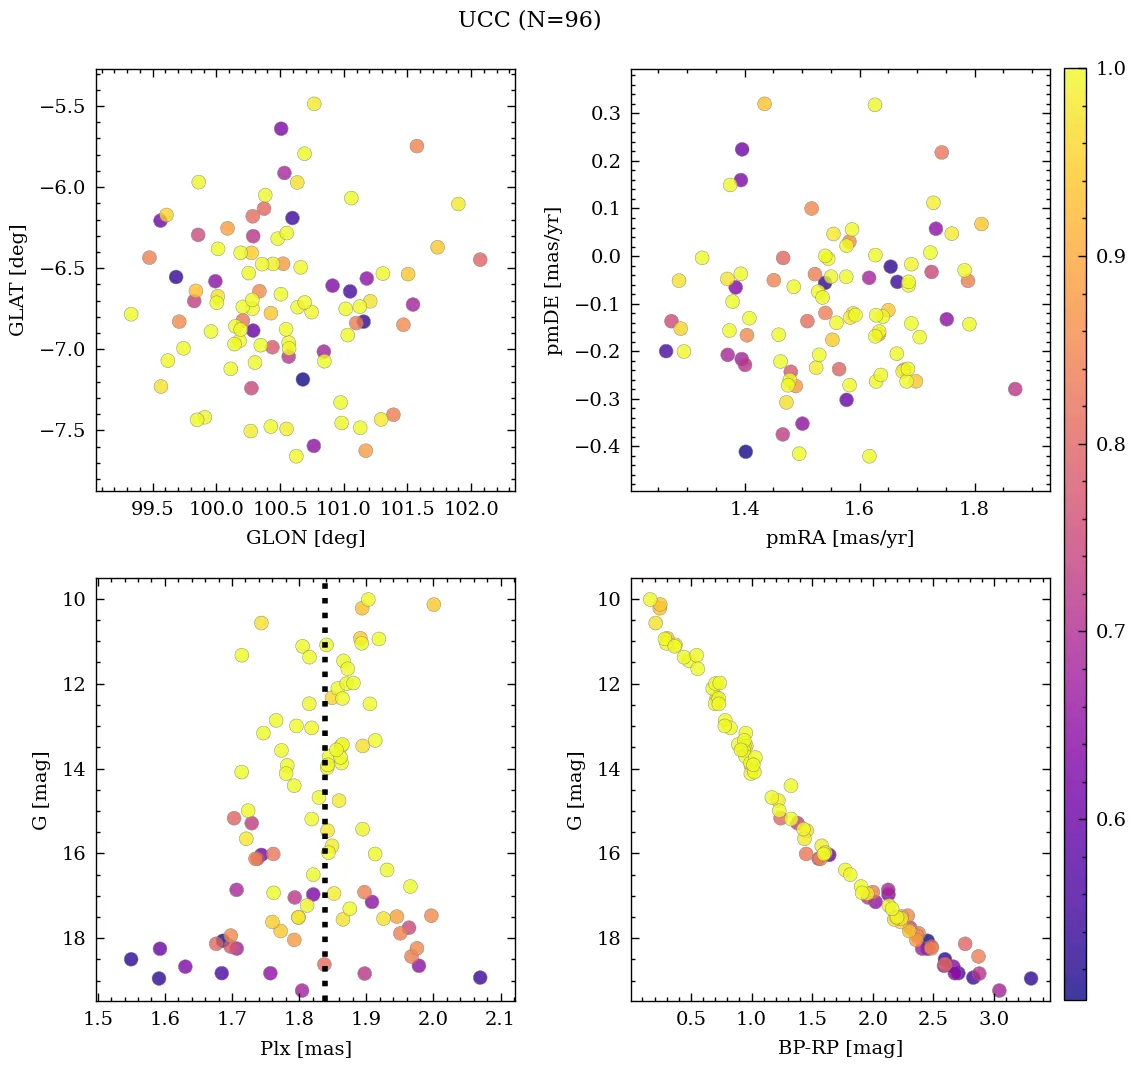 UCC (N=96)
−5.5
−6.0
−6.5
−7.0
−7.5
GLAT [deg]
99.5 100.0 100.5 101.0 101.5 102.0
GLON [deg]
0.3
0.2
0.1
0.0
−0.1
−0.2
−0.3
−0.4
pmDE [mas/yr]
1.4 1.6 1.8
pmRA [mas/yr]
1.0
0.9
0.8
0.7
0.6
10
12
14
16
18
G [mag]
1.5 1.6 1.7 1.8 1.9 2.0 2.1
Plx [mas]
10
12
14
16
18
G [mag]
0.5 1.0 1.5 2.0 2.5 3.0
BP-RP [mag]